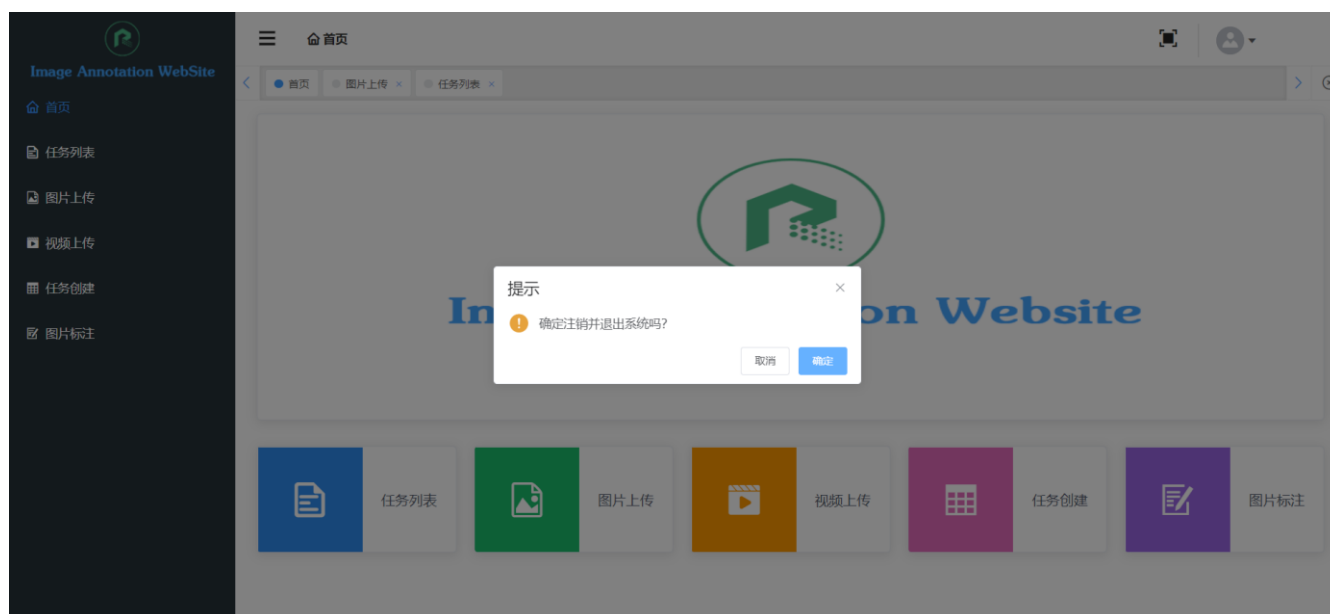 Image Annotation WebSite
首页
任务列表
图片上传
视频上传
任务创建
图片标注
首页
首页 图片上传 × 任务列表 ×
In on Website
提示
确定注销并退出系统吗?
取消 确定
任务列表 图片上传 视频上传 任务创建 图片标注